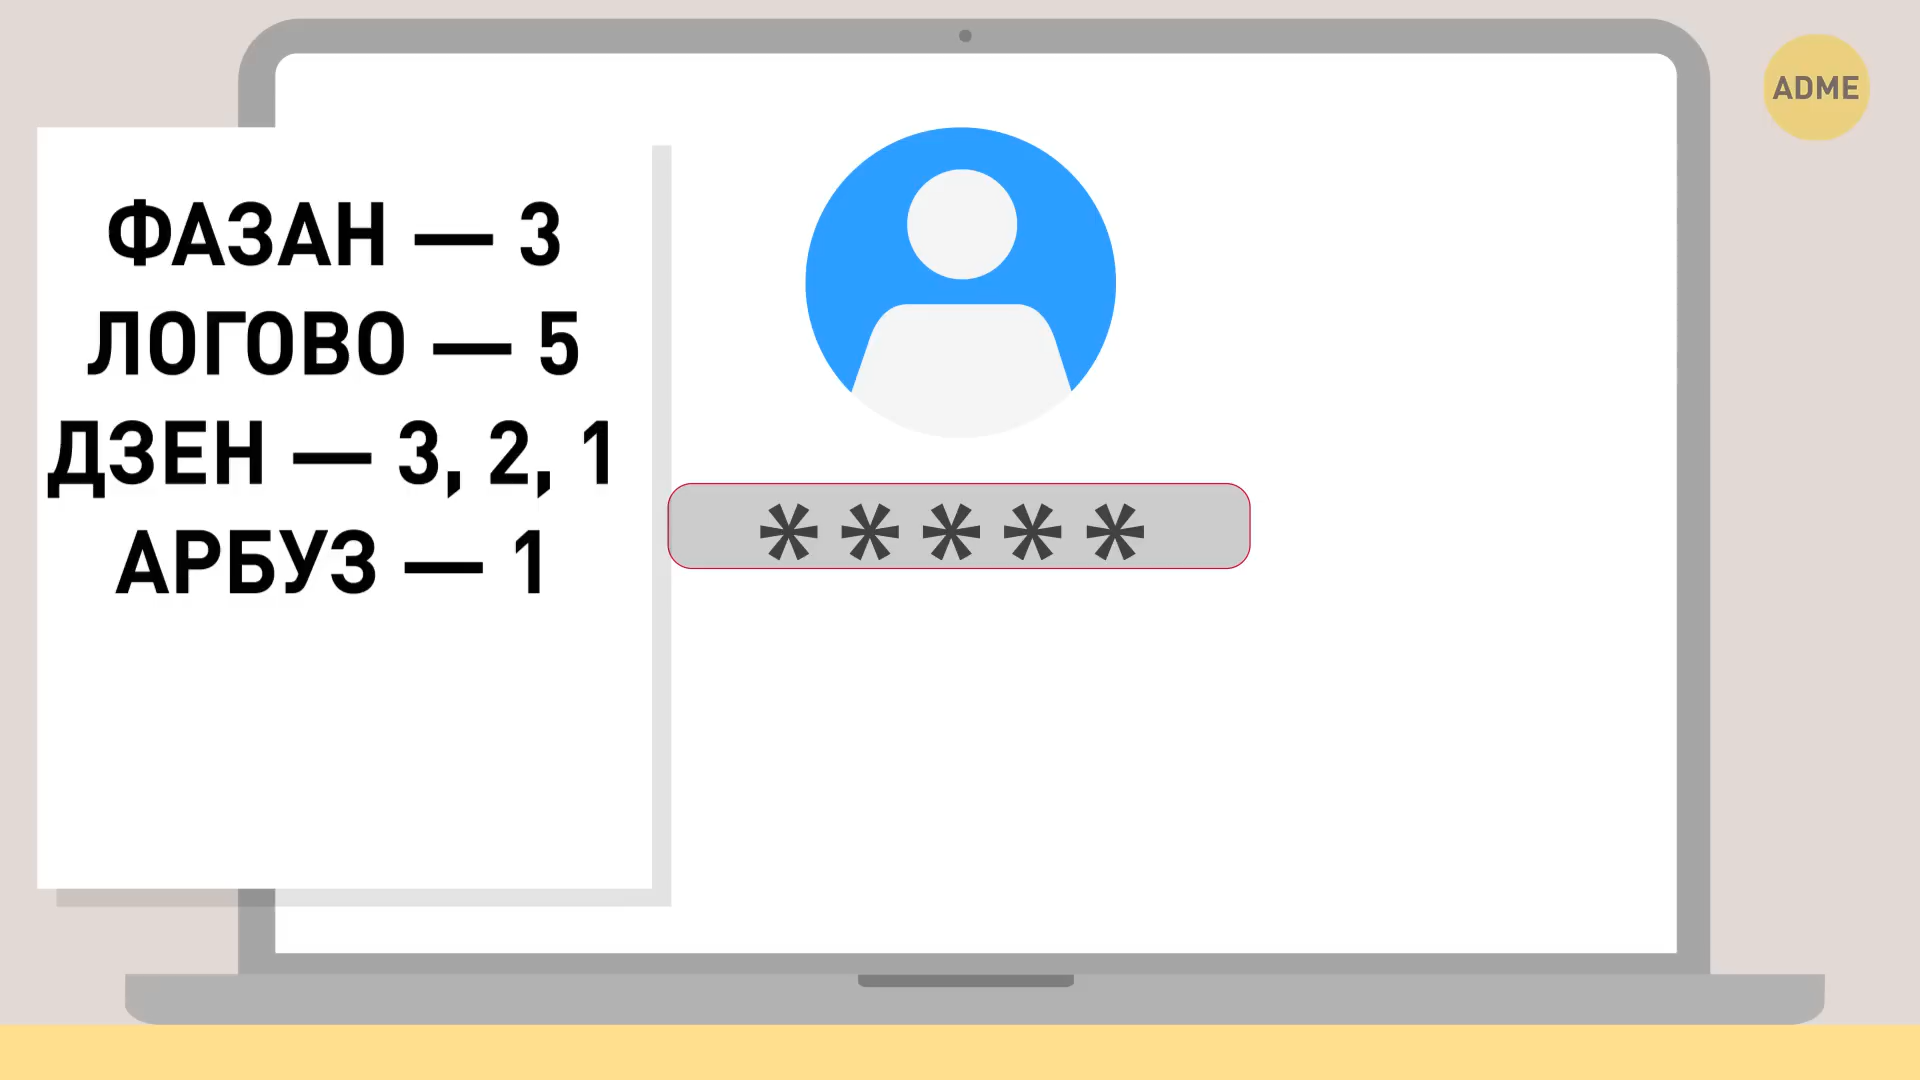 ADME
ФАЗАН — 3
ЛОГОВО — 5
ДЗЕН — 3, 2, 1
АРБУЗ — 1
*****